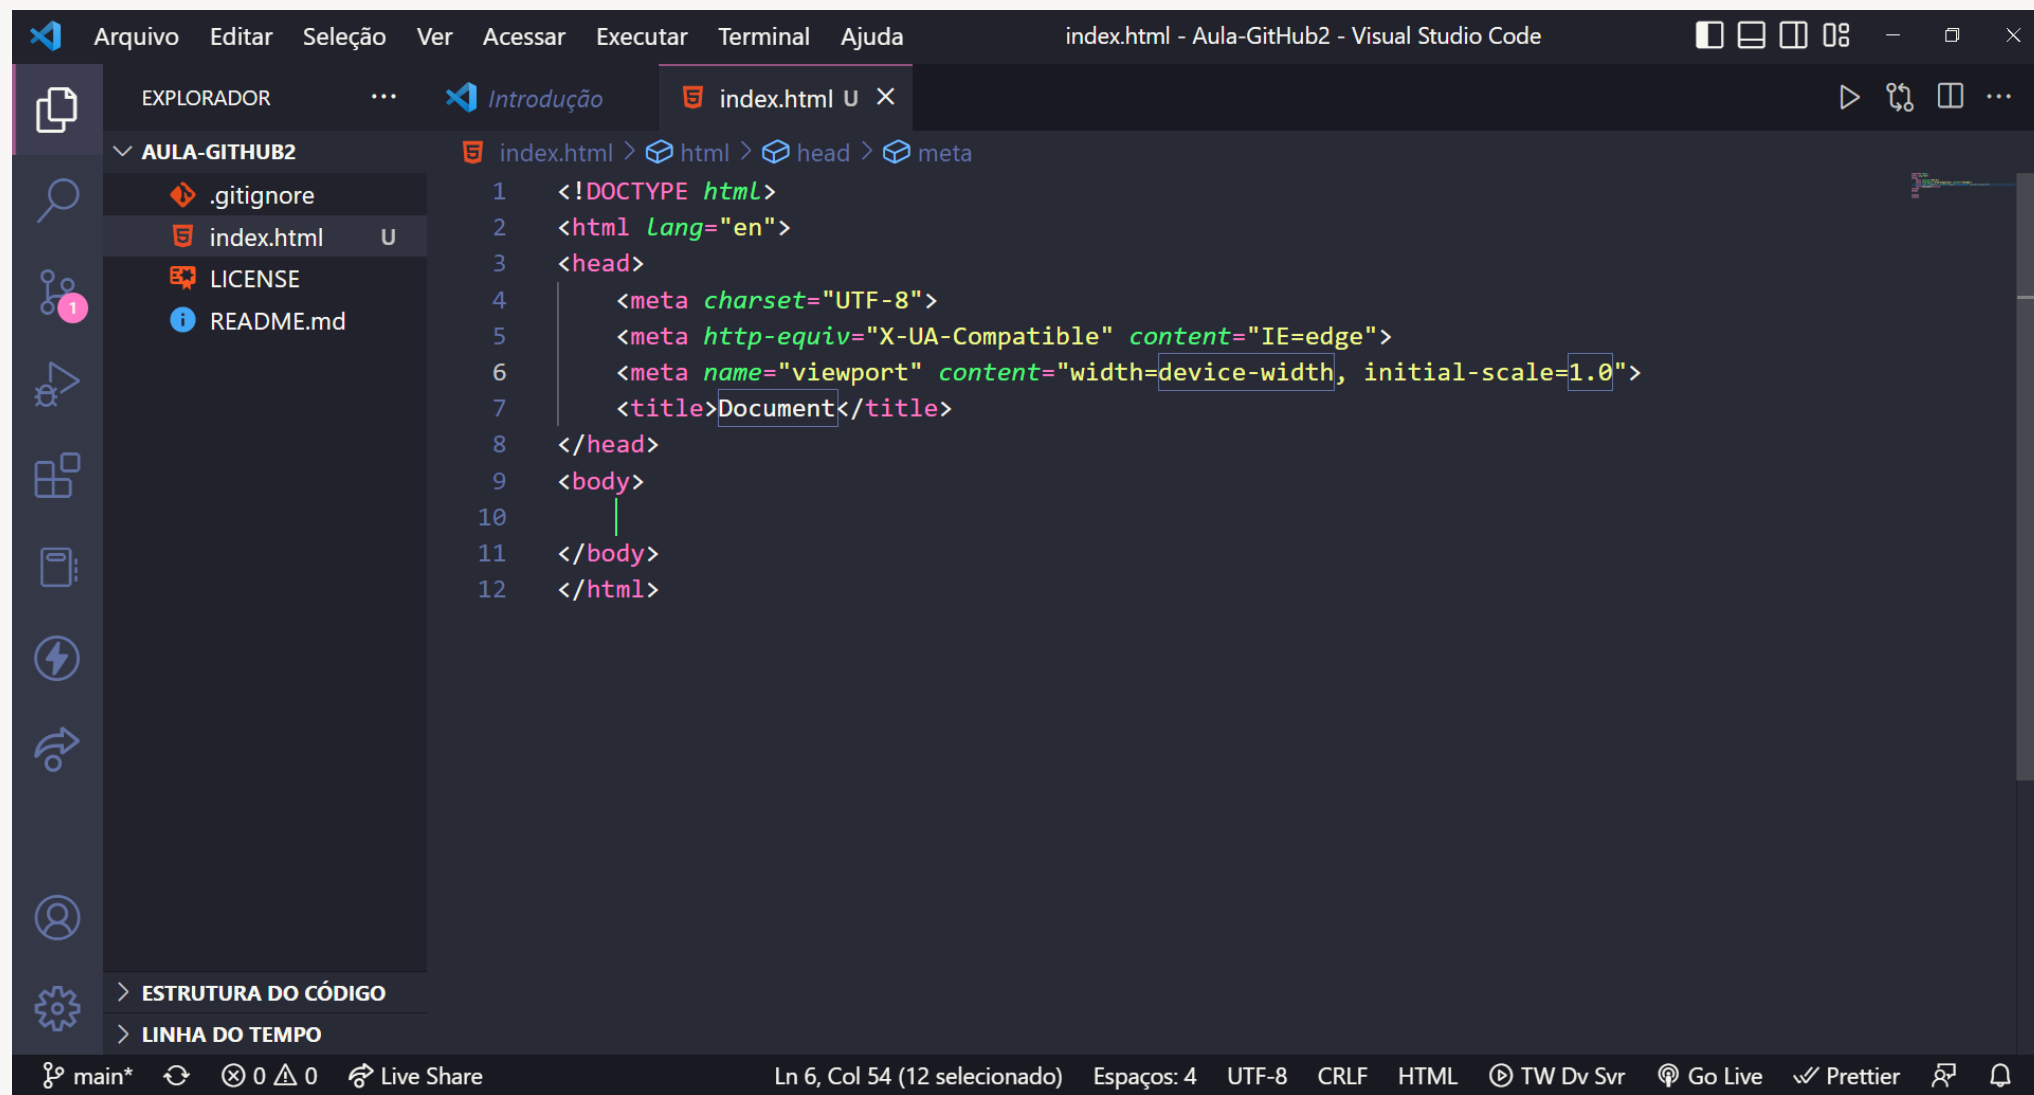 Arquivo Editar Seleção Ver Acessar Executar Terminal Ajuda index.html - Aula-GitHub2 - Visual Studio Code
EXPLORADOR ···
Introdução
index.html U
AULA-GITHUB2
.gitignore
index.html U
LICENSE
README.md
1
index.html > html > head > meta
1 <!DOCTYPE html>
2 <html lang="en">
3 <head>
4 <meta charset="UTF-8">
5 <meta http-equiv="X-UA-Compatible" content="IE=edge">
6 <meta name="viewport" content="width=device-width, initial-scale=1.0">
7 <title>Document</title>
8 </head>
9 <body>
10
11 </body>
12 </html>
ESTRUTURA DO CÓDIGO
LINHA DO TEMPO
main* 0 0 Live Share Ln 6, Col 54 (12 selecionado) Espaços: 4 UTF-8 CRLF HTML TW Dv Svr Go Live Prettier